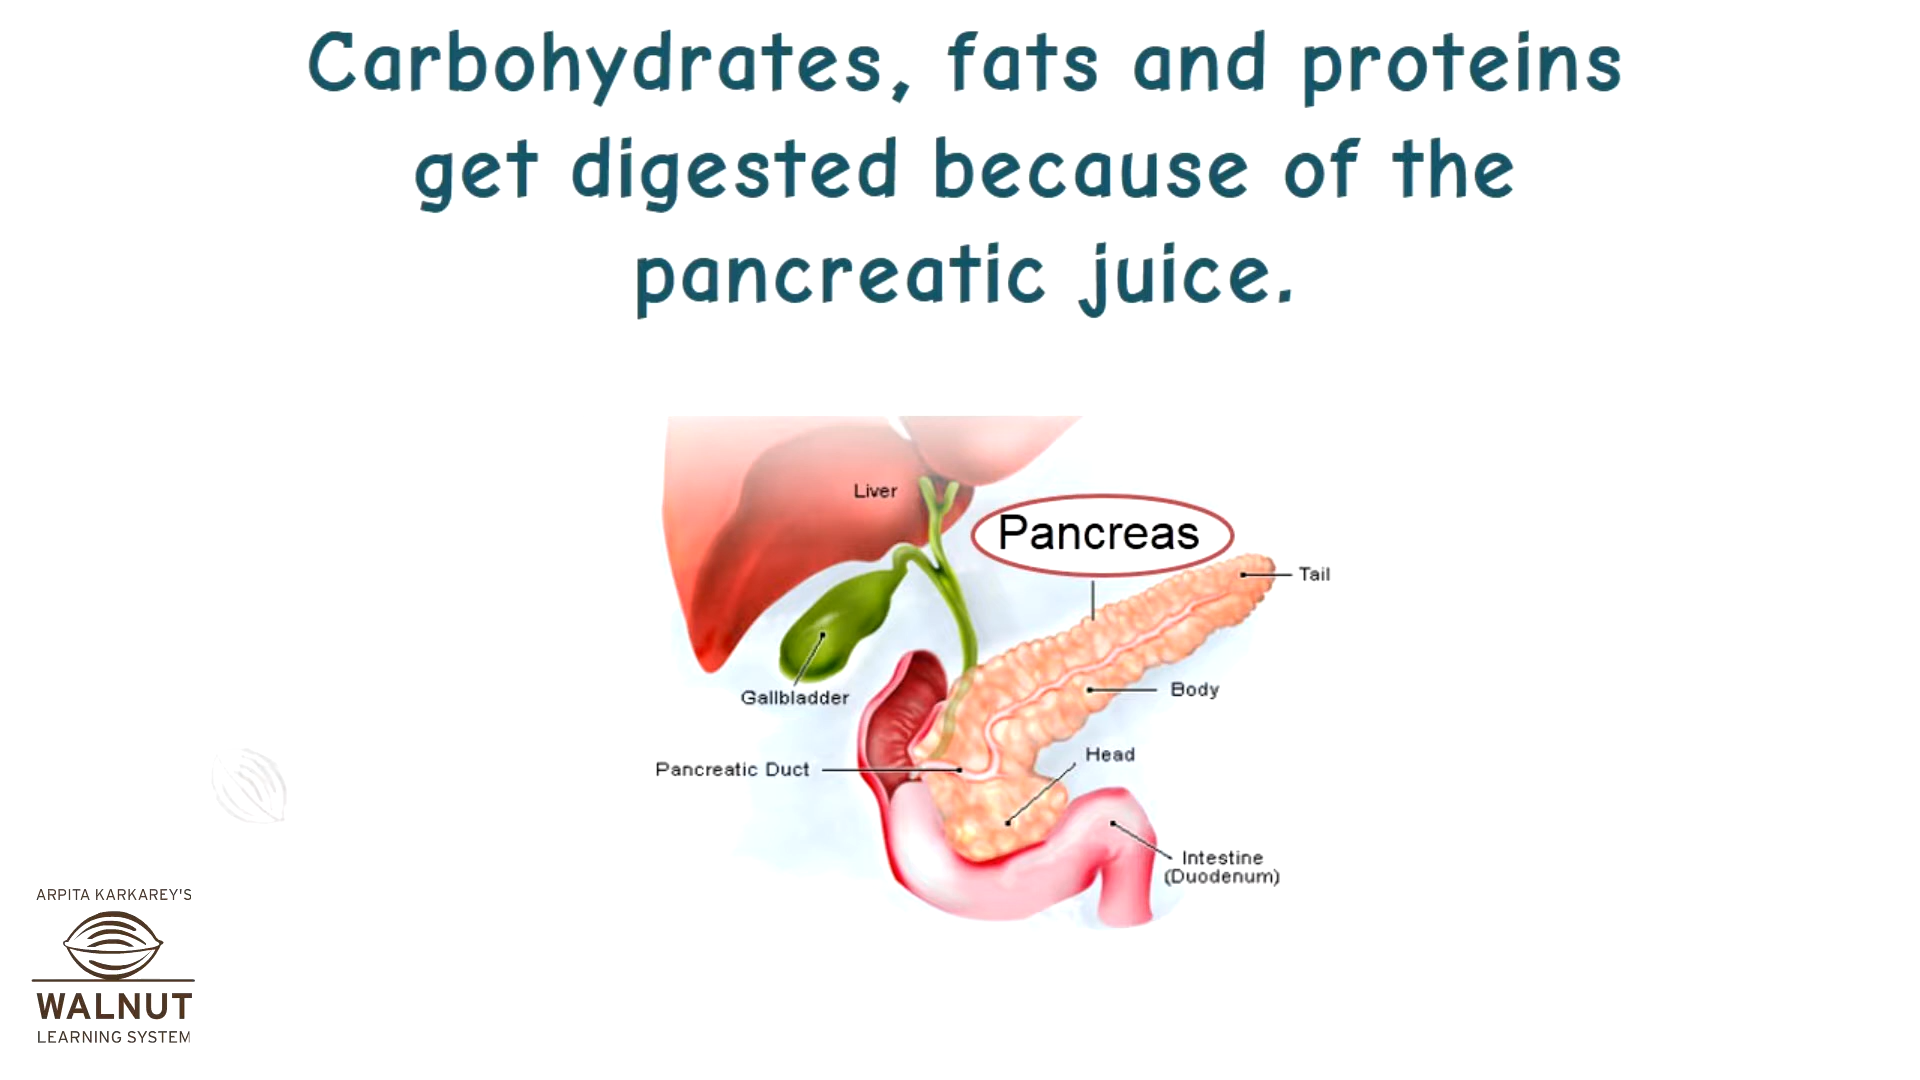 Carbohydrates, fats and proteins
get digested because of the
pancreatic juice.
Liver
Pancreas
Tail
Gallbladder
Body
Head
Pancreatic Duct
Intestine
(Duodenum)
ARPITA KARKAREY'S
WALNUT
LEARNING SYSTEM